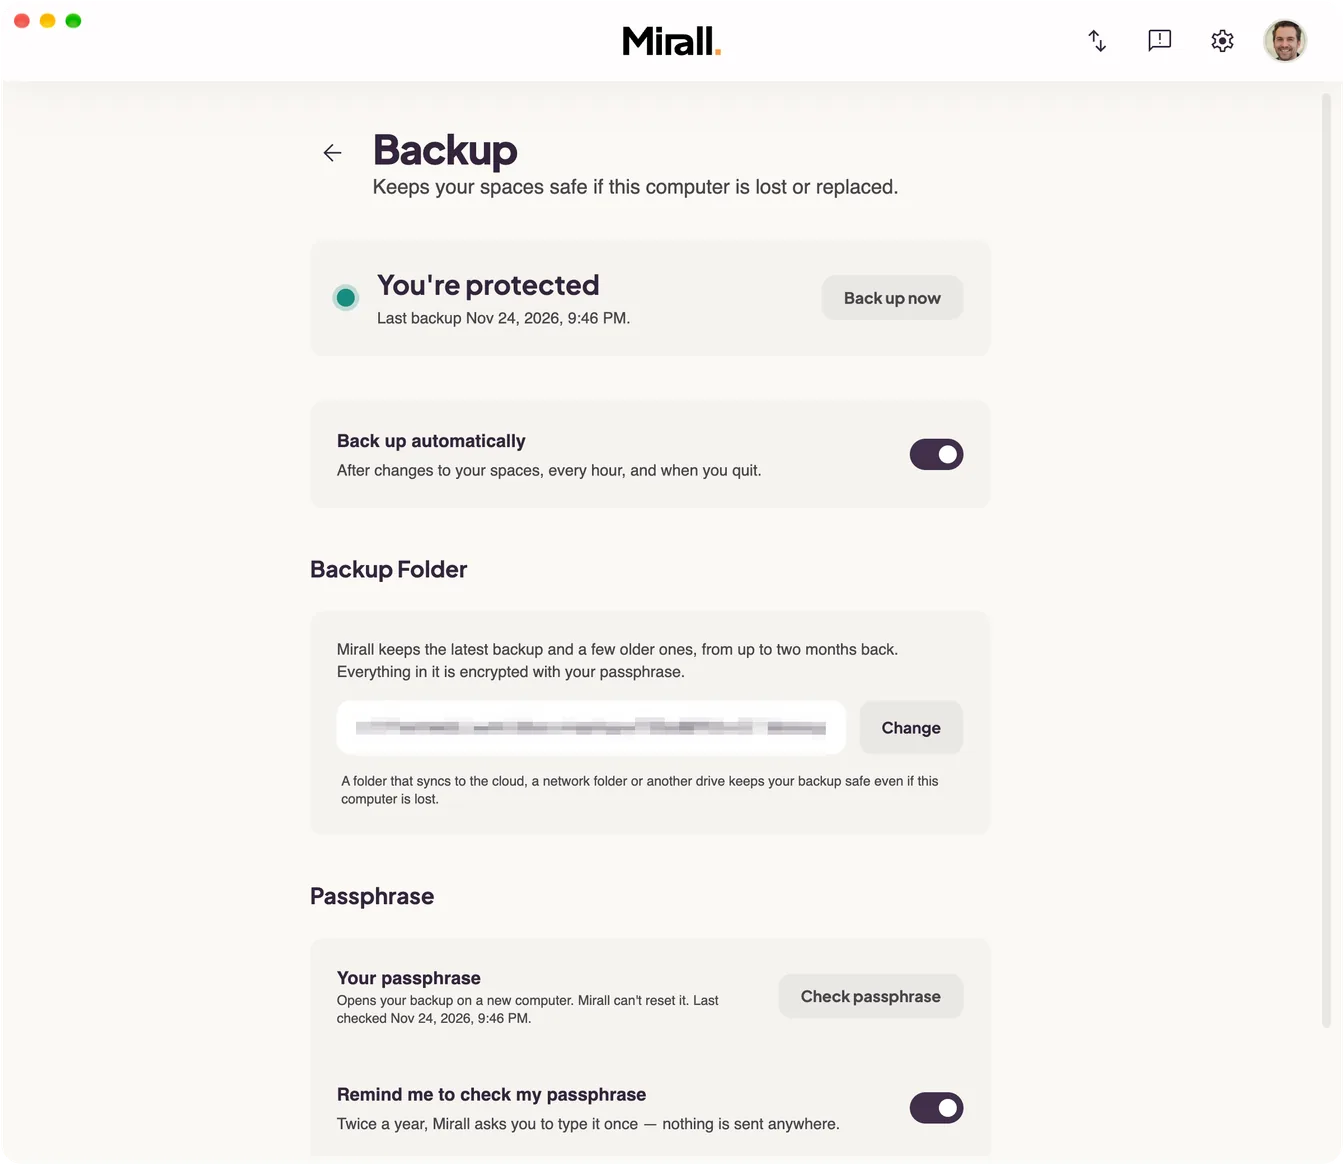 Mirall.
Backup
Keeps your spaces safe if this computer is lost or replaced.
You're protected
Last backup Nov 24, 2026, 9:46 PM.
Back up now
Back up automatically
After changes to your spaces, every hour, and when you quit.
Backup Folder
Mirall keeps the latest backup and a few older ones, from up to two months back.
Everything in it is encrypted with your passphrase.
Change
A folder that syncs to the cloud, a network folder or another drive keeps your backup safe even if this
computer is lost.
Passphrase
Your passphrase
Opens your backup on a new computer. Mirall can't reset it. Last
checked Nov 24, 2026, 9:46 PM.
Check passphrase
Remind me to check my passphrase
Twice a year, Mirall asks you to type it once — nothing is sent anywhere.